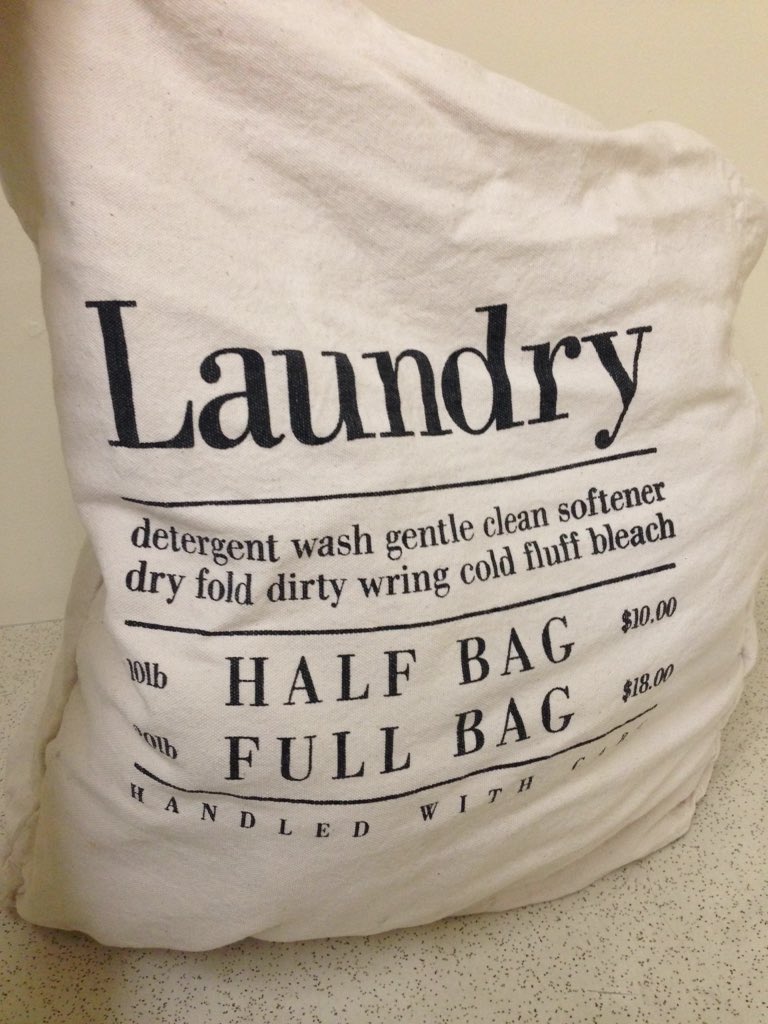 Laundry
detergent wash gentle clean softener
dry fold dirty wring cold fluff bleach
10lb HALF BAG $10.00
FULL BAG $18.00
HANDLED WITH